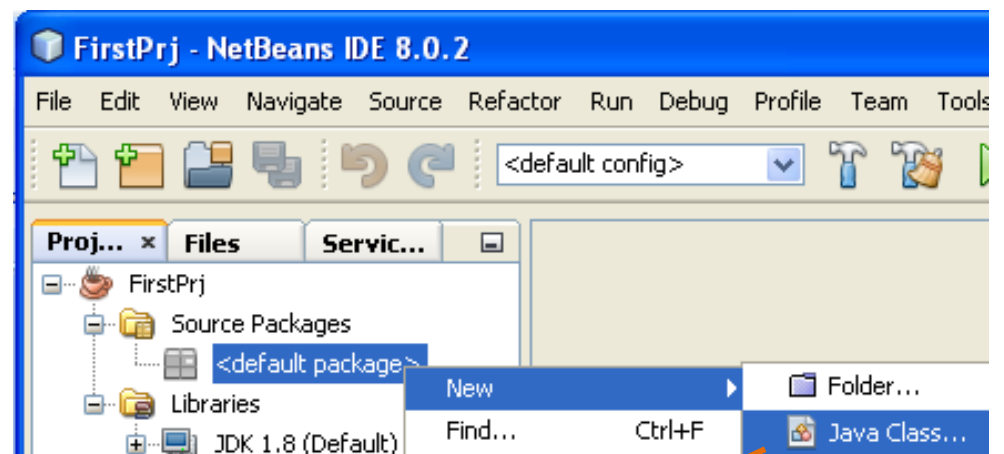 FirstPrj - NetBeans IDE 8.0.2
File Edit View Navigate Source Refactor Run Debug Profile Team Tools
<default config>
Proj... × Files Servic...
FirstPrj
Source Packages
<default package>
New Folder...
Libraries
Find... Ctrl+F Java Class...
JDK 1.8 (Default)